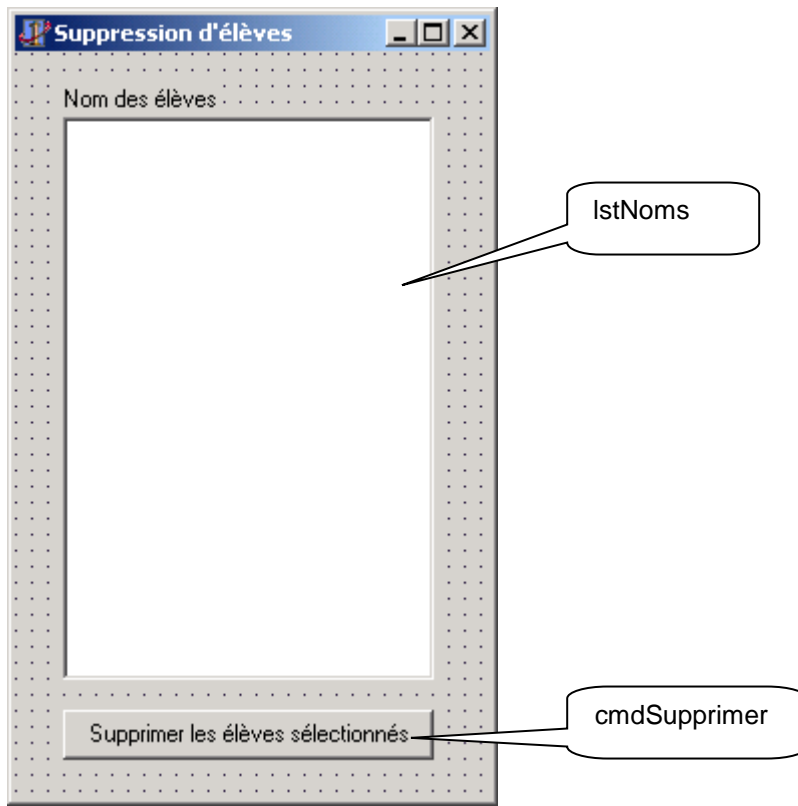 Suppression d'élèves
Nom des élèves
lstNoms
Supprimer les élèves sélectionnés
cmdSupprimer